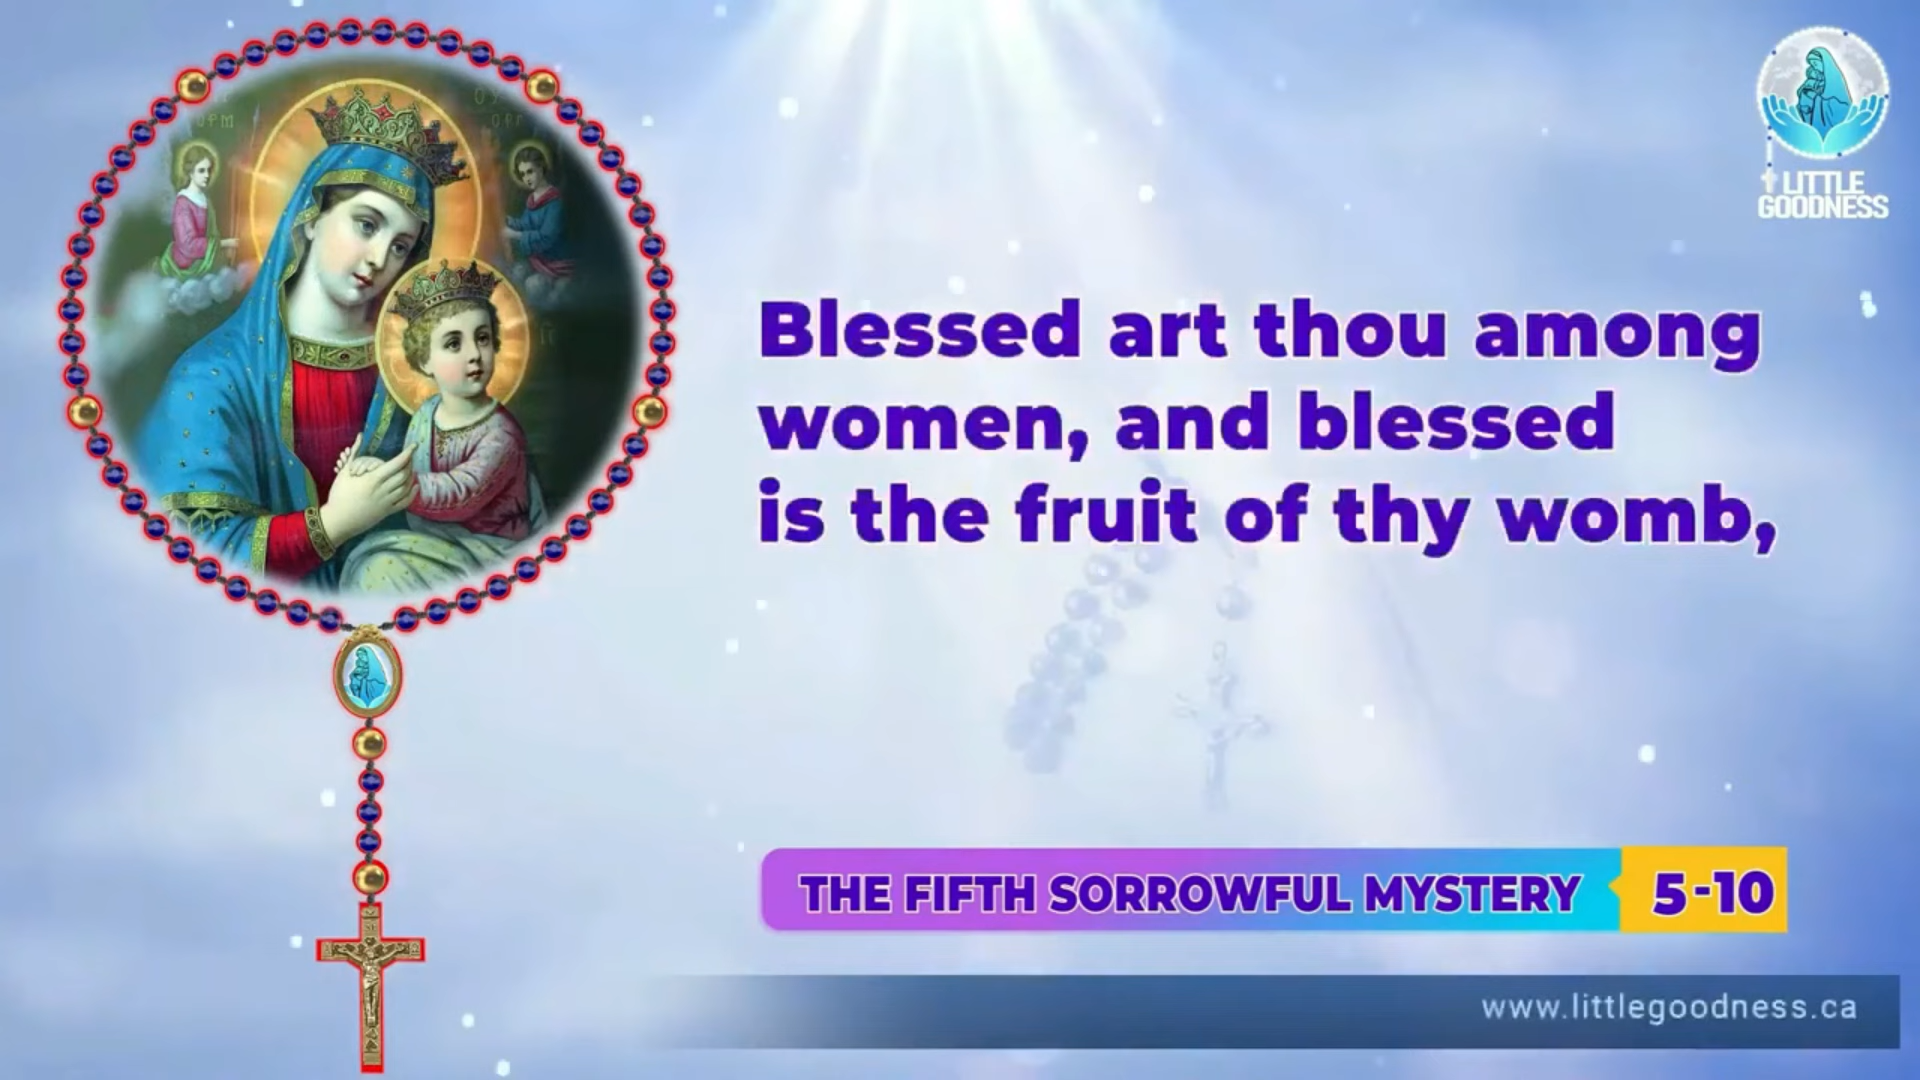 LITTLE
GOODNESS
Blessed art thou among
women, and blessed
is the fruit of thy womb,
THE FIFTH SORROWFUL MYSTERY 5-10
www.littlegoodness.ca